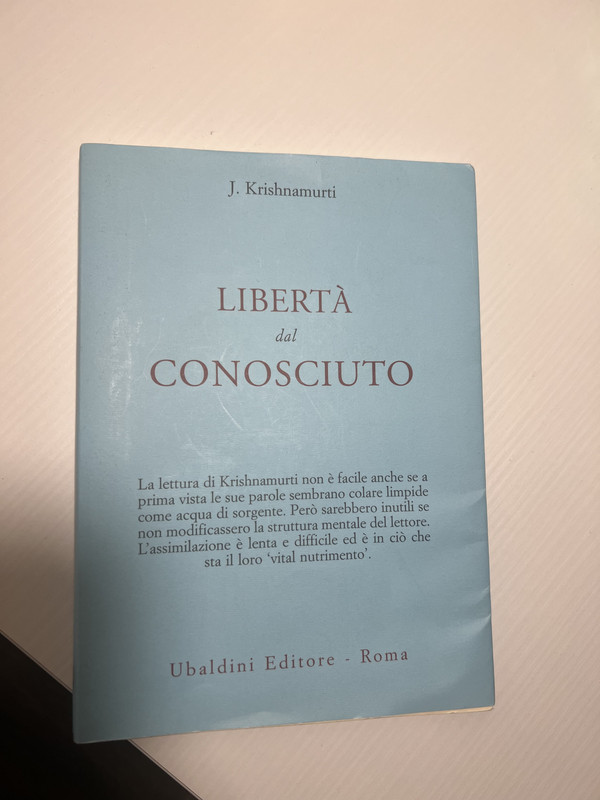 J. Krishnamurti
LIBERTÀ
dal
CONOSCIUTO
La lettura di Krishnamurti non è facile anche se a
prima vista le sue parole sembrano colare limpide
come acqua di sorgente. Però sarebbero inutili se
non modificassero la struttura mentale del lettore.
L'assimilazione è lenta e difficile ed è in ciò che
sta il loro ‘vital nutrimento’.
Ubaldini Editore - Roma